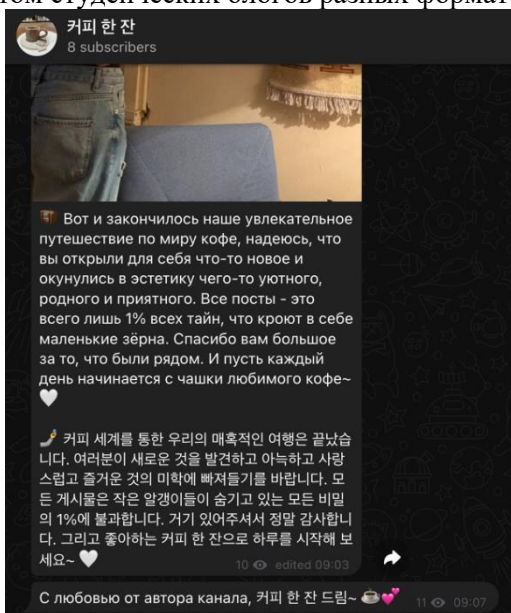 том студенческих блогов разных формат
커피 한 잔
8 subscribers
Вот и закончилось наше увлекательное
путешествие по миру кофе, надеюсь, что
вы открыли для себя что-то новое и
окунулись в эстетику чего-то уютного,
родного и приятного. Все посты - это
всего лишь 1% всех тайн, что кроют в себе
маленькие зёрна. Спасибо вам большое
за то, что были рядом. И пусть каждый
день начинается с чашки любимого кофе~
🤍
커피 세계를 통한 우리의 매혹적인 여행은 끝났습
니다. 여러분이 새로운 것을 발견하고 아늑하고 사랑
스럽고 즐거운 것의 미학에 빠져들기를 바랍니다. 모
든 게시물은 작은 알갱이들이 숨기고 있는 모든 비밀
의 1%에 불과합니다. 거기 있어주셔서 정말 감사합니
다. 그리고 좋아하는 커피 한 잔으로 하루를 시작해 보
세요~ 🤍
10 edited 09:03
С любовью от автора канала, 커피 한 잔 드림~ ☕💕
11 09:07